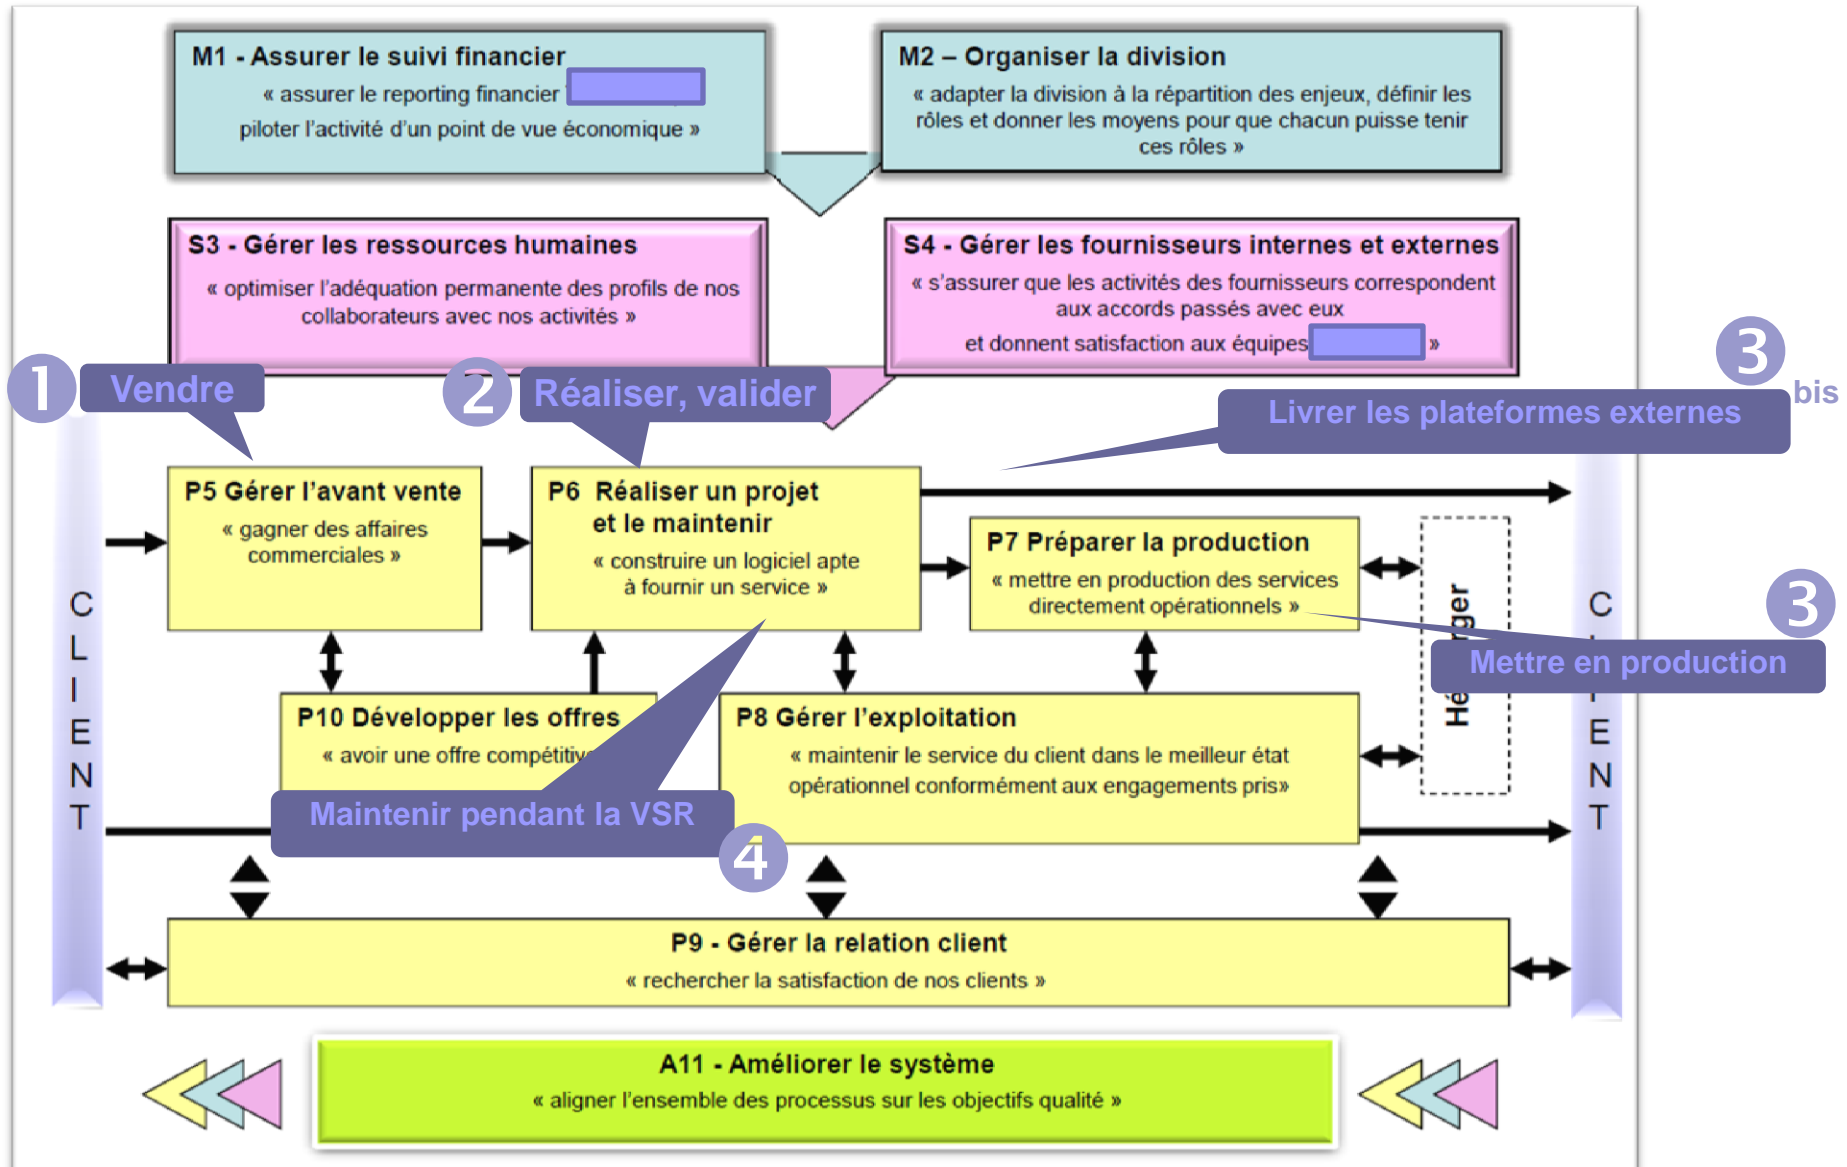 M1 - Assurer le suivi financier
« assurer le reporting financier
piloter l'activité d'un point de vue économique »
M2 – Organiser la division
« adapter la division à la répartition des enjeux, définir les
rôles et donner les moyens pour que chacun puisse tenir
ces rôles »
S3 - Gérer les ressources humaines
« optimiser l'adéquation permanente des profils de nos
collaborateurs avec nos activités »
S4 - Gérer les fournisseurs internes et externes
« s'assurer que les activités des fournisseurs correspondent
aux accords passés avec eux
et donnent satisfaction aux équipes »
1 Vendre
2 Réaliser, valider
3 bis
Livrer les plateformes externes
CLIENT
P5 Gérer l'avant vente
« gagner des affaires
commerciales »
P6 Réaliser un projet
et le maintenir
« construire un logiciel apte
à fournir un service »
P7 Préparer la production
« mettre en production des services
directement opérationnels »
3
Mettre en production
CLIENT
P10 Développer les offres
« avoir une offre
P8 Gérer l'exploitation
« maintenir le service du client dans le meilleur état
opérationnel conformément aux engagements pris»
Maintenir pendant la VSR
4
P9 - Gérer la relation client
« rechercher la satisfaction de nos clients »
A11 - Améliorer le système
« aligner l'ensemble des processus sur les objectifs qualité »